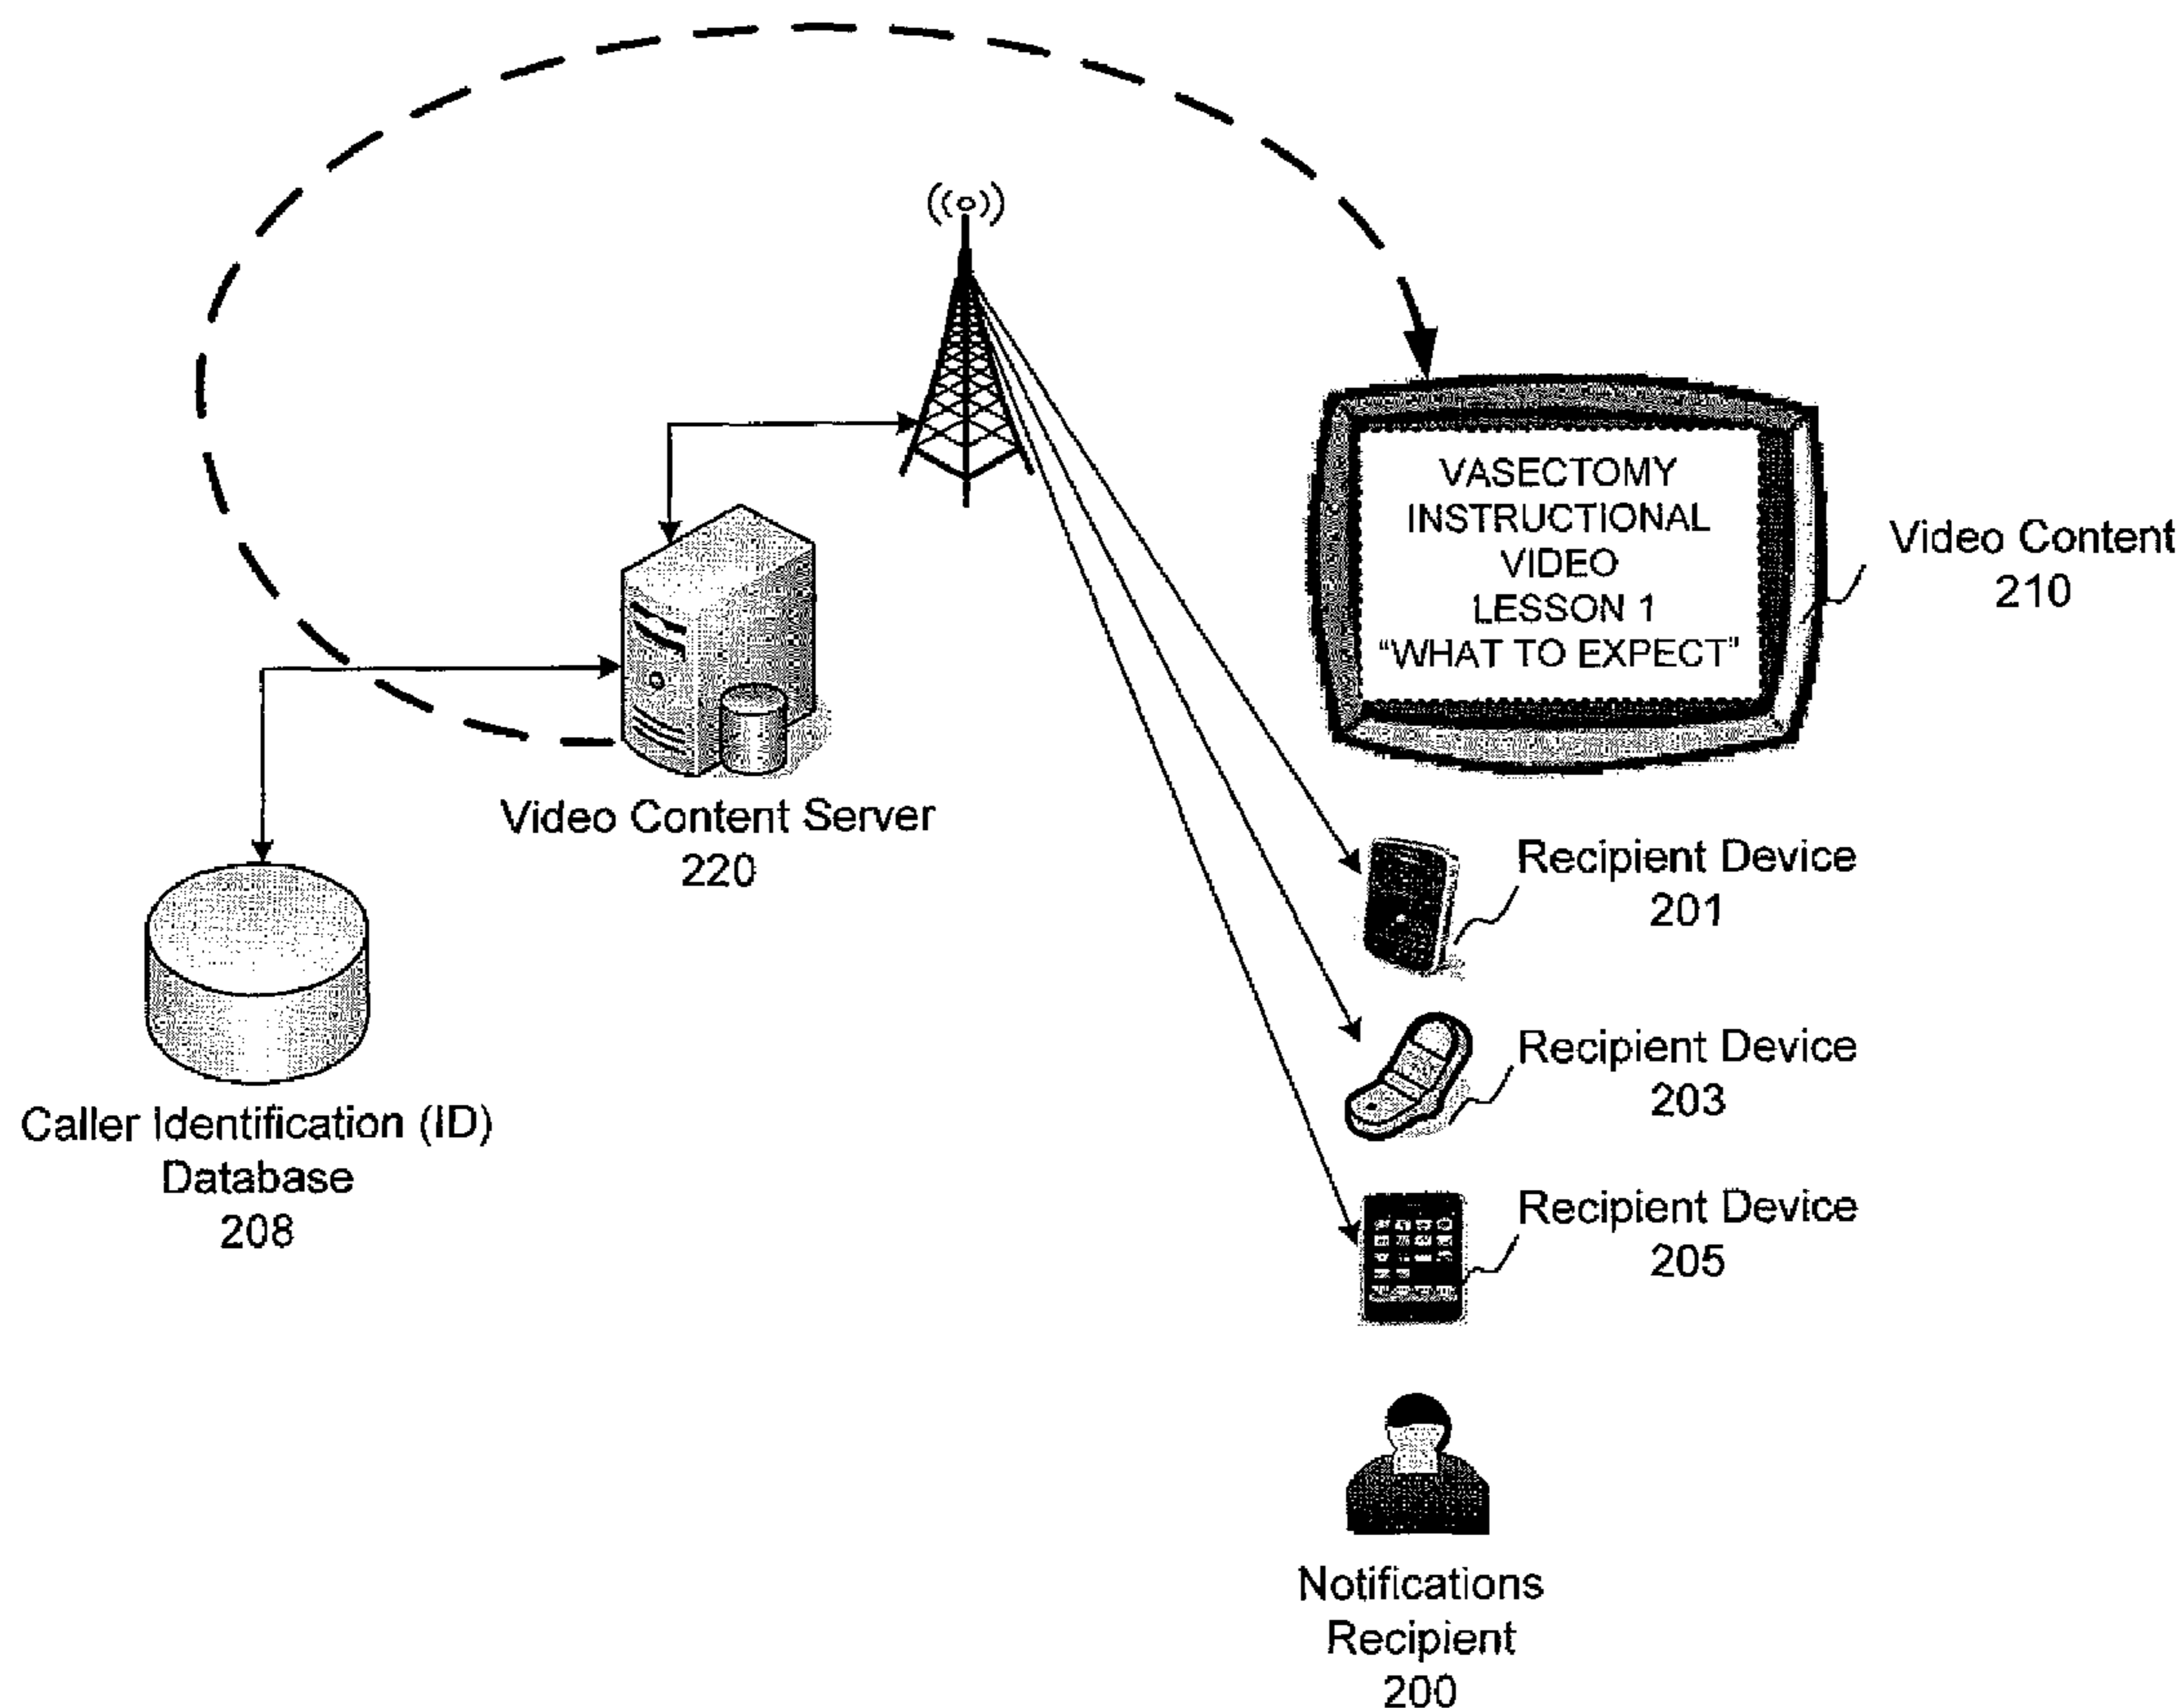 VASECTOMY
INSTRUCTIONAL
VIDEO
LESSON 1
“WHAT TO EXPECT”
Video Content
210
Video Content Server
220
Recipient Device
201
Recipient Device
203
Caller Identification (ID)
Database
208
Recipient Device
205
Notifications
Recipient
200